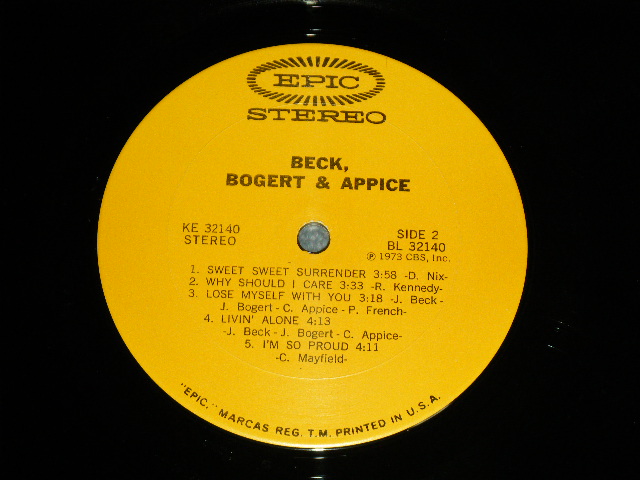 EPIC
STEREO
BECK,
BOGERT & APPICE
KE 32140
STEREO
SIDE 2
BL 32140
℗ 1973 CBS, Inc.
1. SWEET SWEET SURRENDER 3:58 -D. Nix-
2. WHY SHOULD I CARE 3:33 -R. Kennedy-
3. LOSE MYSELF WITH YOU 3:18 -J. Beck-
J. Bogert - C. Appice - P. French-
4. LIVIN' ALONE 4:13
-J. Beck - J. Bogert - C. Appice-
5. I'M SO PROUD 4:11
-C. Mayfield-
"EPIC," MARCAS REG. T.M. PRINTED IN U.S.A.